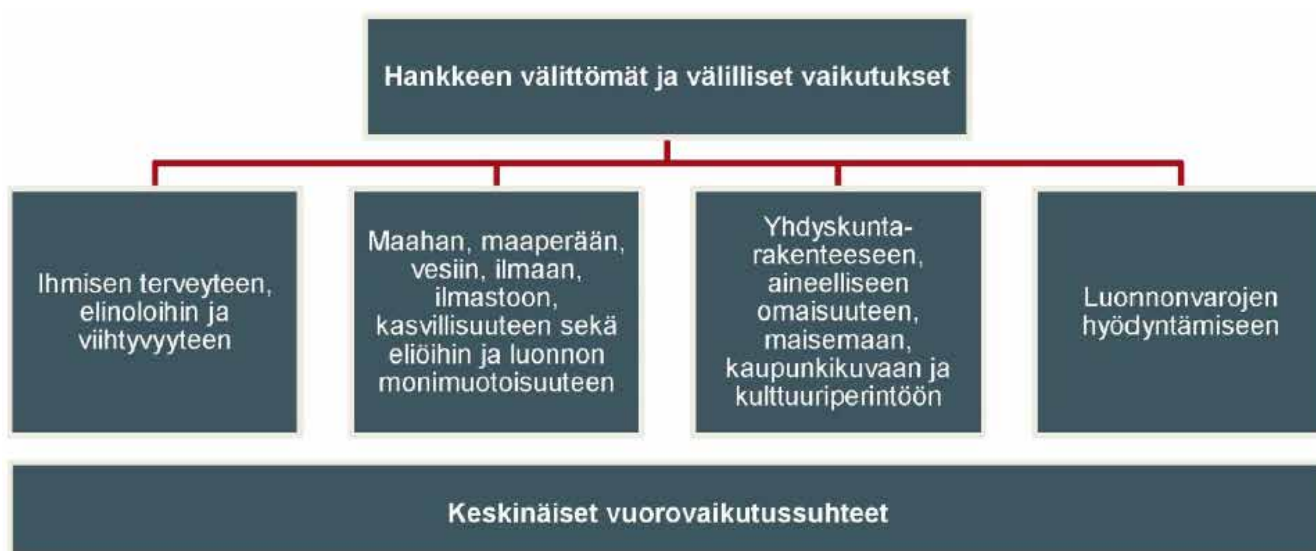 Hankkeen välittömät ja välilliset vaikutukset
Ihmisen terveyteen,
elinoloihin ja
viihtyvyyteen
Maahan, maaperään,
vesiin, ilmaan,
ilmastoon,
kasvillisuuteen sekä
eliöihin ja luonnon
monimuotoisuuteen
Yhdyskunta-
rakenteeseen,
aineelliseen
omaisuuteen,
maisemaan,
kaupunkikuvaan ja
kulttuuriperintöön
Luonnonvarojen
hyödyntämiseen
Keskinäiset vuorovaikutussuhteet